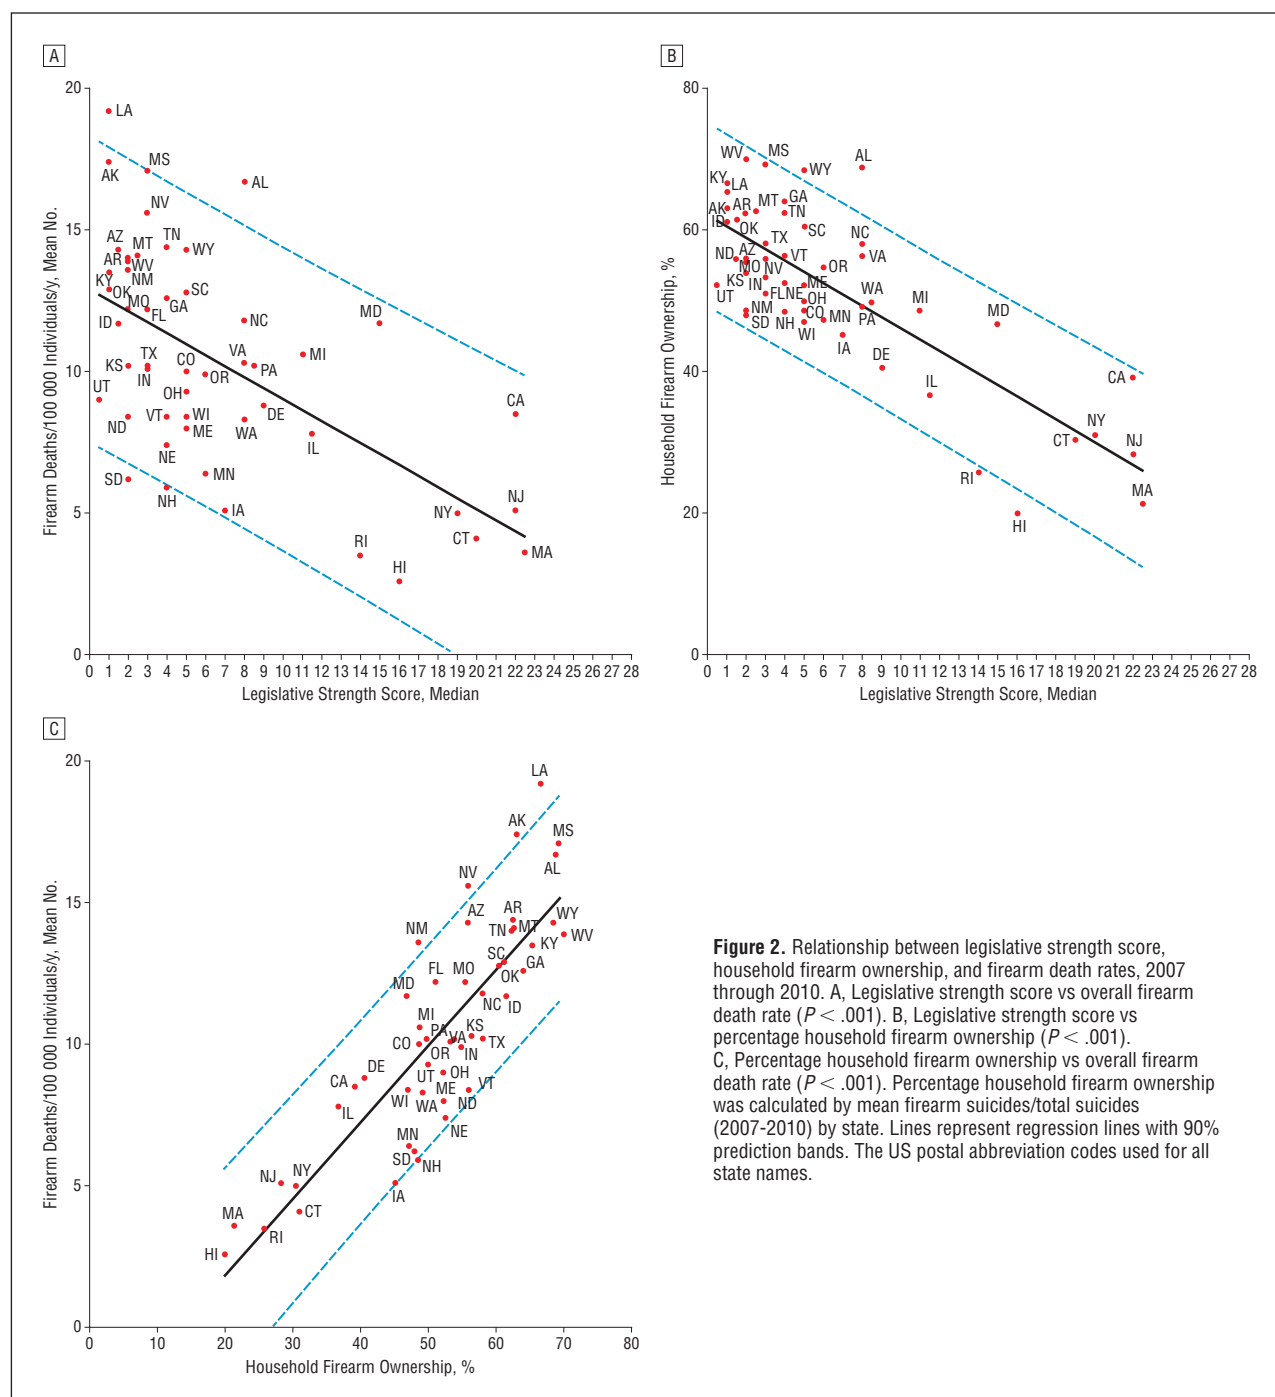 A
20
15
10
5
0
Firearm Deaths/100 000 Individuals/y, Mean No.
LA
AK
MS
AL
NV
AZ
MT
TN
WY
AR
WV
KY
NM
OK
MO
FL
GA
SC
ID
NC
MD
KS
TX
IN
CO
VA
PA
MI
OR
UT
OH
ND
VT
WI
ME
WA
DE
IL
CA
NE
SD
NH
MN
IA
NY
NJ
CT
MA
RI
HI
0 1 2 3 4 5 6 7 8 9 10 11 12 13 14 15 16 17 18 19 20 21 22 23 24 25 26 27 28
Legislative Strength Score, Median
B
80
60
40
20
0
Household Firearm Ownership, %
WV
MS
WY
AL
KY
LA
AK
AR
MT
GA
TN
ID
OK
SC
NC
TX
ND
AZ
VT
VA
MO
NV
OR
KS
IN
ME
UT
FL
NE
OH
WA
NM
CO
PA
MI
MD
SD
NH
WI
MN
IA
DE
IL
CA
CT
NY
NJ
RI
MA
HI
0 1 2 3 4 5 6 7 8 9 10 11 12 13 14 15 16 17 18 19 20 21 22 23 24 25 26 27 28
Legislative Strength Score, Median
C
20
15
10
5
0
Firearm Deaths/100 000 Individuals/y, Mean No.
LA
AK
MS
AL
NV
AZ
AR
WY
NM
TN
MT
WV
KY
SC
FL
MO
GA
OK
MD
NC
ID
MI
PA
VA
KS
TX
CO
OR
IN
DE
CA
UT
OH
VT
IL
WI
WA
ME
ND
NE
MN
SD
NH
IA
NJ
NY
MA
CT
HI
RI
0 10 20 30 40 50 60 70 80
Household Firearm Ownership, %
Figure 2. Relationship between legislative strength score,
household firearm ownership, and firearm death rates, 2007
through 2010. A, Legislative strength score vs overall firearm
death rate (P < .001). B, Legislative strength score vs
percentage household firearm ownership (P < .001).
C, Percentage household firearm ownership vs overall firearm
death rate (P < .001). Percentage household firearm ownership
was calculated by mean firearm suicides/total suicides
(2007-2010) by state. Lines represent regression lines with 90%
prediction bands. The US postal abbreviation codes used for all
state names.